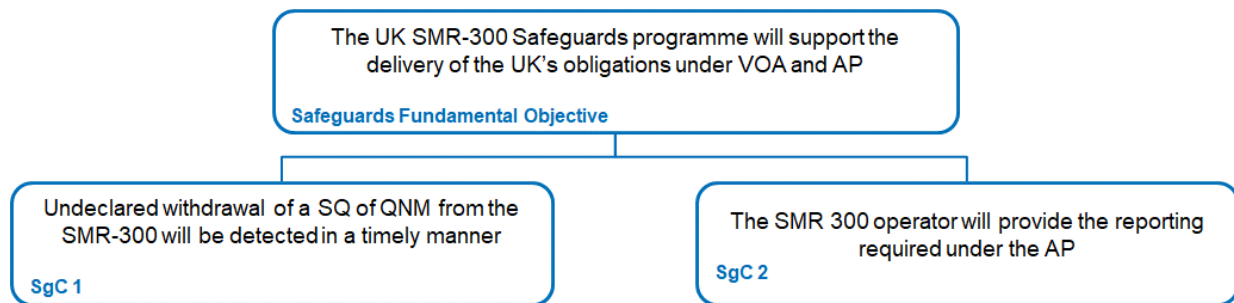 The UK SMR-300 Safeguards programme will support the
delivery of the UK's obligations under VOA and AP
Safeguards Fundamental Objective
Undeclared withdrawal of a SQ of QNM from the
SMR-300 will be detected in a timely manner
SgC 1
The SMR 300 operator will provide the reporting
required under the AP
SgC 2